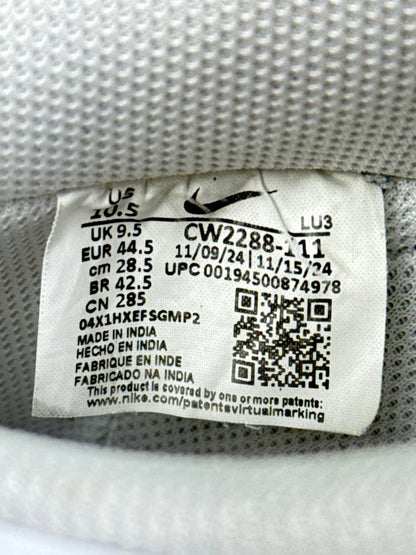 US
10.5
LU3
UK 9.5
CW2288-111
EUR 44.5
11/09/24 | 11/15/24
cm 28.5
UPC 00194500874978
BR 42.5
CN 285
04X1HXEFSGMP2
MADE IN INDIA
HECHO EN INDIA
FABRIQUE EN INDE
FABRICADO NA INDIA
This product is covered by one or more patents:
www.nike.com/patentsvirtualmarking